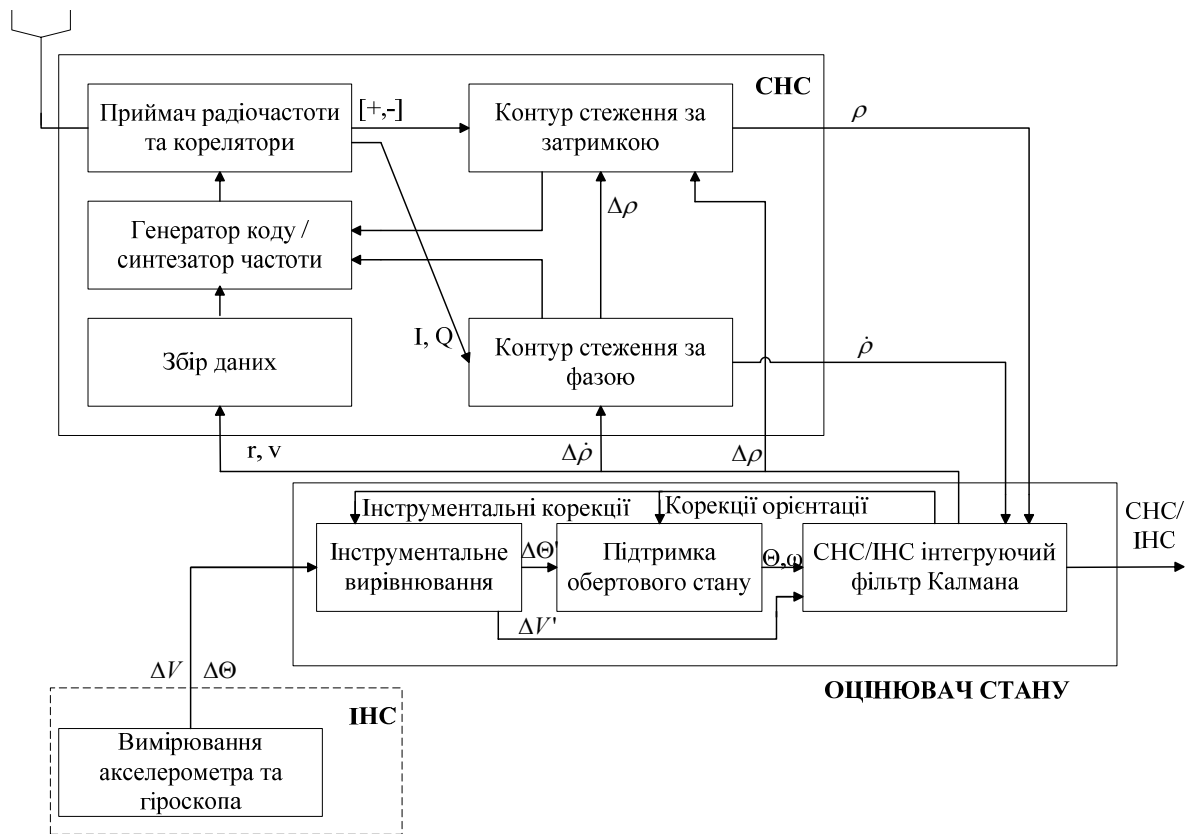 СНС
Приймач радіочастоти
та корелятори
[+,-]
Контур стеження за
затримкою
ρ
Генератор коду /
синтезатор частоти
Δρ
Збір даних
I, Q
Контур стеження за
фазою
ρ̇
r, v
Δρ̇
Δρ
Інструментальні корекції
Корекції орієнтації
СНС/
ІНС
Інструментальне
вирівнювання
ΔΘ'
Підтримка
обертового стану
Θ,ω
СНС/ІНС інтегруючий
фільтр Калмана
ΔV'
ΔV
ΔΘ
ОЦІНЮВАЧ СТАНУ
ІНС
Вимірювання
акселерометра та
гіроскопа